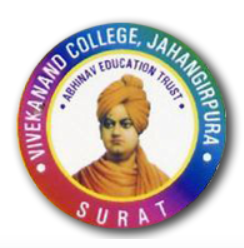 VIVEKANAND COLLEGE, JAHANGIRPURA
• ABHINAV EDUCATION TRUST •
SURAT